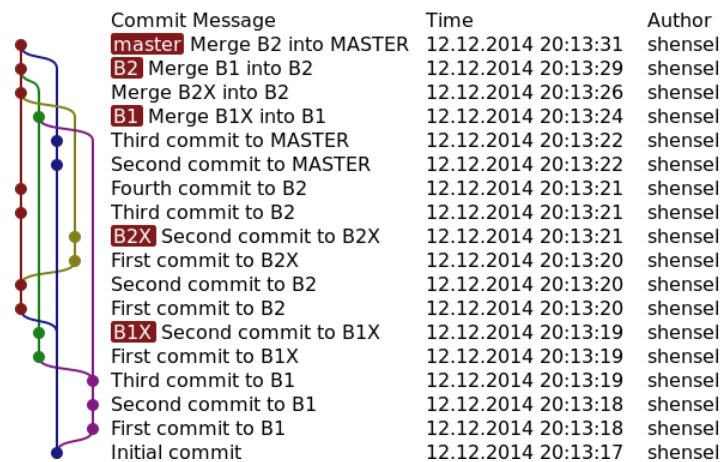 Commit Message Time Author
master Merge B2 into MASTER 12.12.2014 20:13:31 shensel
B2 Merge B1 into B2 12.12.2014 20:13:29 shensel
Merge B2X into B2 12.12.2014 20:13:26 shensel
B1 Merge B1X into B1 12.12.2014 20:13:24 shensel
Third commit to MASTER 12.12.2014 20:13:22 shensel
Second commit to MASTER 12.12.2014 20:13:22 shensel
Fourth commit to B2 12.12.2014 20:13:21 shensel
Third commit to B2 12.12.2014 20:13:21 shensel
B2X Second commit to B2X 12.12.2014 20:13:21 shensel
First commit to B2X 12.12.2014 20:13:20 shensel
Second commit to B2 12.12.2014 20:13:20 shensel
First commit to B2 12.12.2014 20:13:20 shensel
B1X Second commit to B1X 12.12.2014 20:13:19 shensel
First commit to B1X 12.12.2014 20:13:19 shensel
Third commit to B1 12.12.2014 20:13:19 shensel
Second commit to B1 12.12.2014 20:13:18 shensel
First commit to B1 12.12.2014 20:13:18 shensel
Initial commit 12.12.2014 20:13:17 shensel